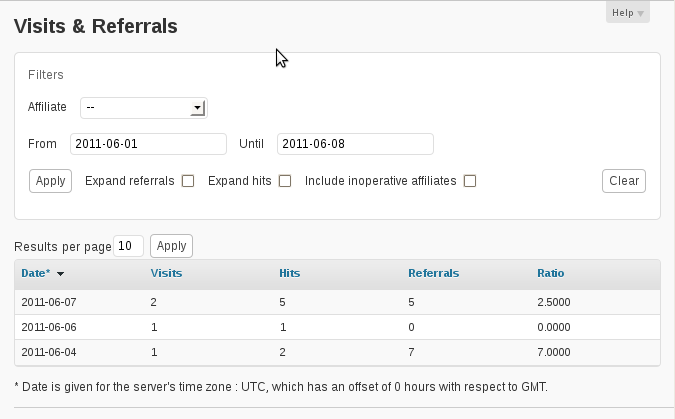 Help
Visits & Referrals
Filters
Affiliate --
From 2011-06-01 Until 2011-06-08
Apply Expand referrals Expand hits Include inoperative affiliates Clear
Results per page 10 Apply
Date* Visits Hits Referrals Ratio
2011-06-07 2 5 5 2.5000
2011-06-06 1 1 0 0.0000
2011-06-04 1 2 7 7.0000
* Date is given for the server's time zone : UTC, which has an offset of 0 hours with respect to GMT.